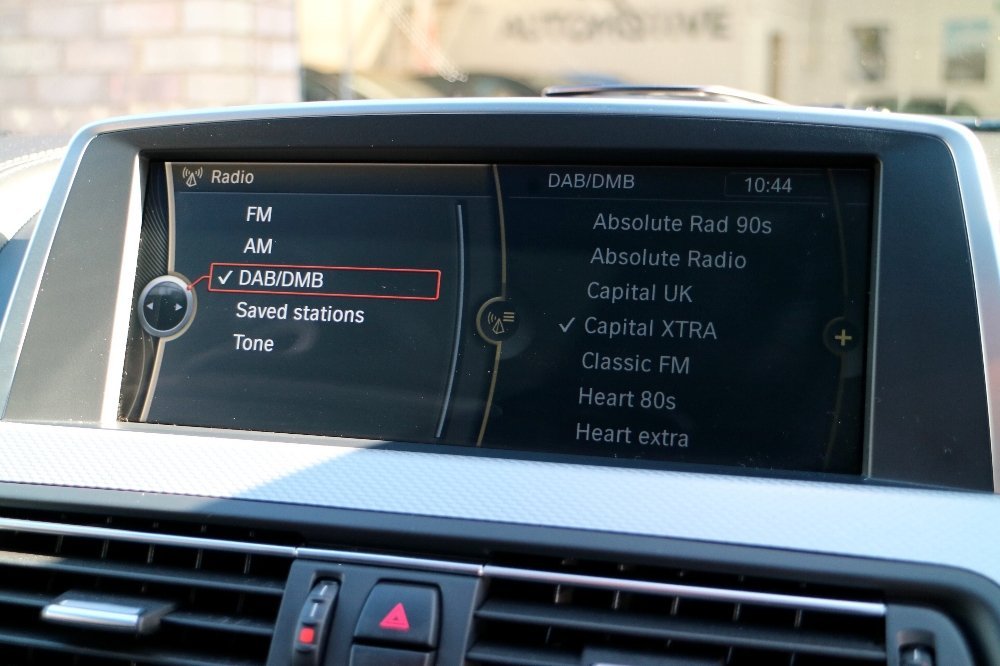 Radio
FM
AM
✓ DAB/DMB
Saved stations
Tone
DAB/DMB
10:44
Absolute Rad 90s
Absolute Radio
Capital UK
✓ Capital XTRA
Classic FM
Heart 80s
Heart extra